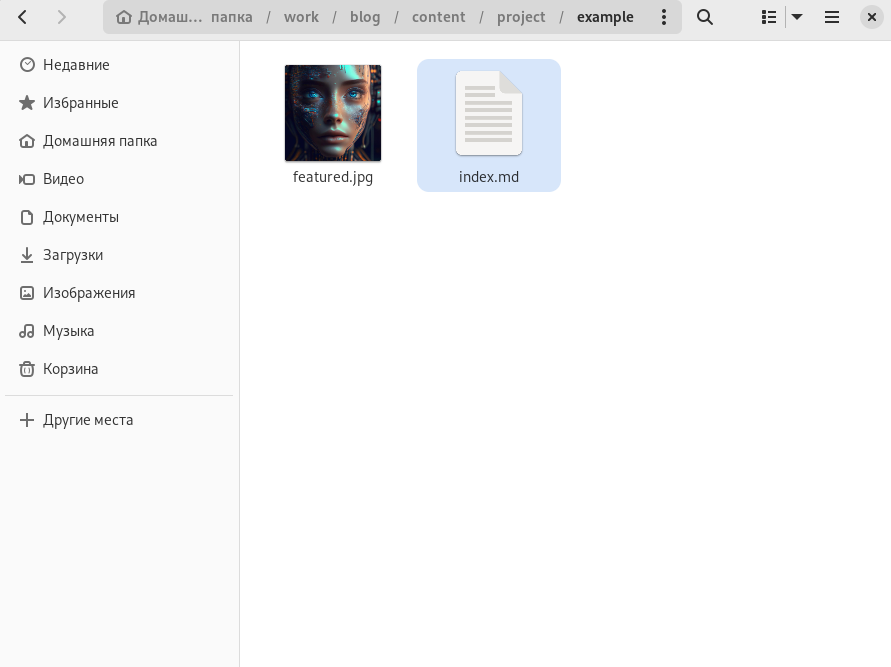 Домаш… папка / work / blog / content / project / example
Недавние
Избранные
Домашняя папка
Видео
Документы
Загрузки
Изображения
Музыка
Корзина
Другие места
featured.jpg
index.md